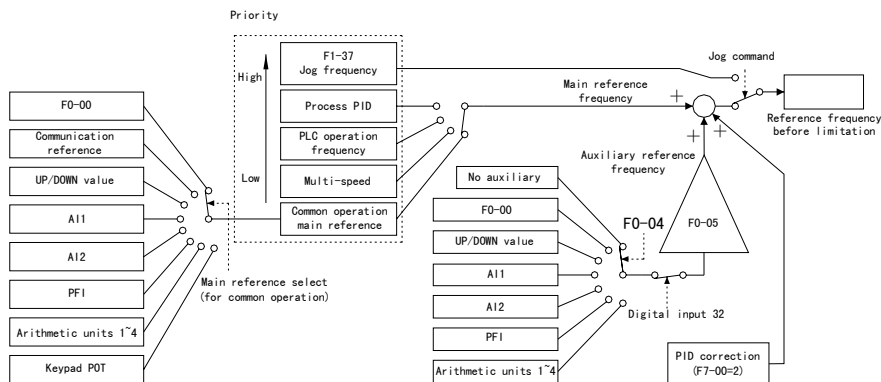 Priority
High
Low
F1-37
Jog frequency
Process PID
PLC operation
frequency
Multi-speed
Common operation
main reference
F0-00
Communication
reference
UP/DOWN value
AI1
AI2
PFI
Arithmetic units 1~4
Keypad POT
Main reference select
(for common operation)
Main reference
frequency
+
Jog command
Reference frequency
before limitation
+
+
Auxiliary reference
frequency
No auxiliary
F0-00
UP/DOWN value
AI1
AI2
PFI
Arithmetic units 1~4
F0-04
F0-05
Digital input 32
PID correction
(F7-00=2)